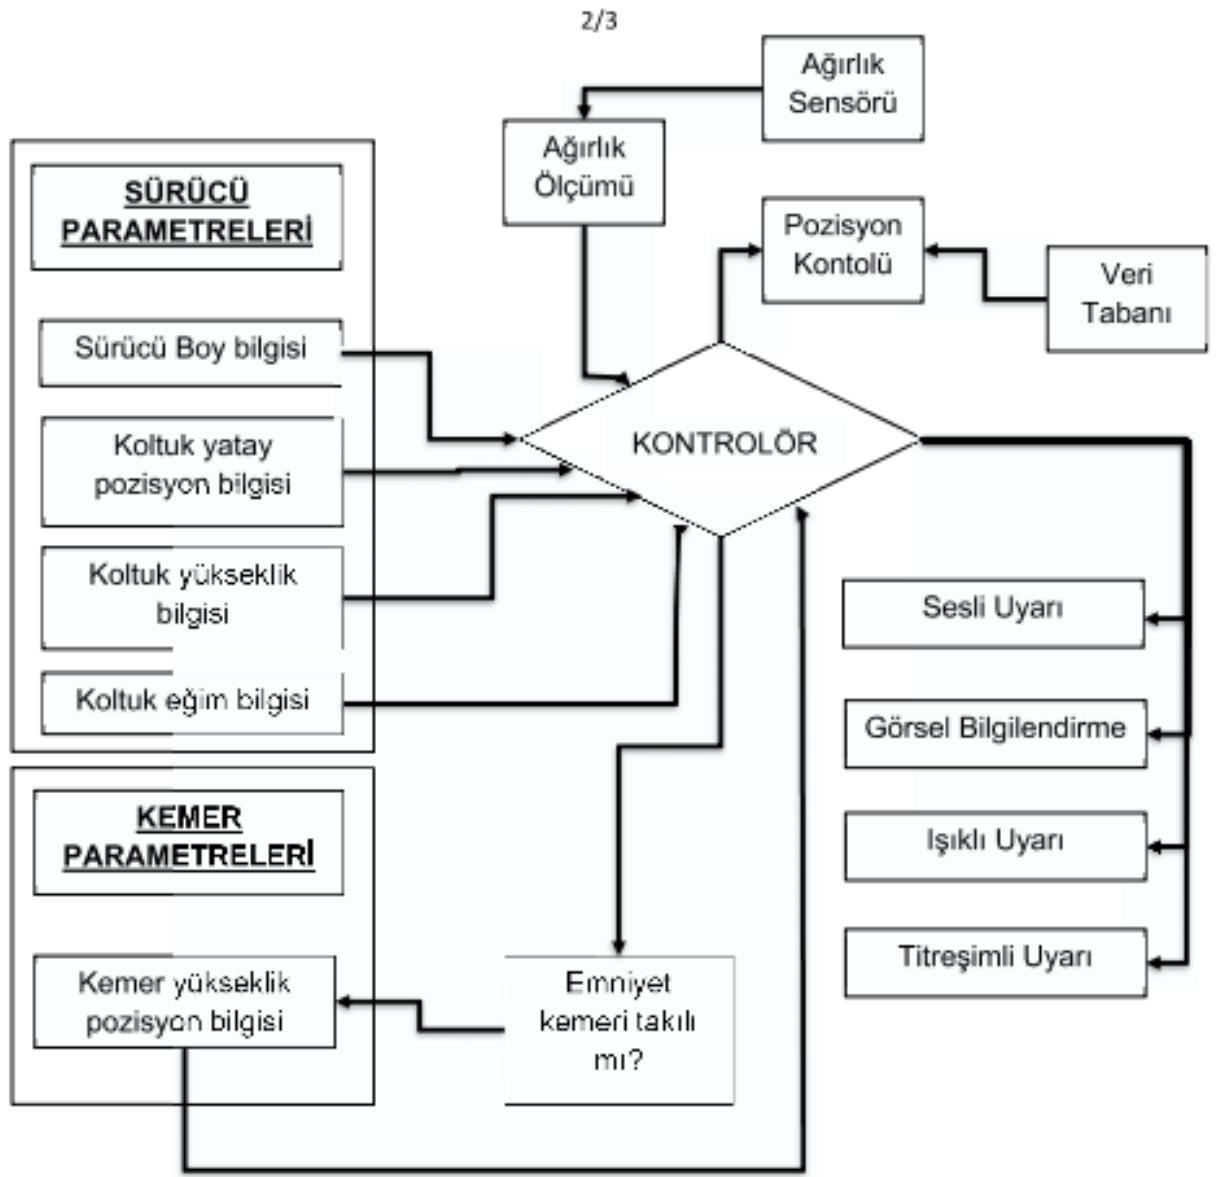 2/3
Ağırlık
Sensörü
Ağırlık
Ölçümü
SÜRÜCÜ
PARAMETRELERİ
Pozisyon
Kontolü
Veri
Tabanı
Sürücü Boy bilgisi
Koltuk yatay
pozisyon bilgisi
KONTROLÖR
Koltuk yükseklik
bilgisi
Koltuk eğim bilgisi
Sesli Uyarı
Görsel Bilgilendirme
Işıklı Uyarı
Titreşimli Uyarı
KEMER
PARAMETRELERİ
Kemer yükseklik
pozisyon bilgisi
Emniyet
kemeri takılı
mı?